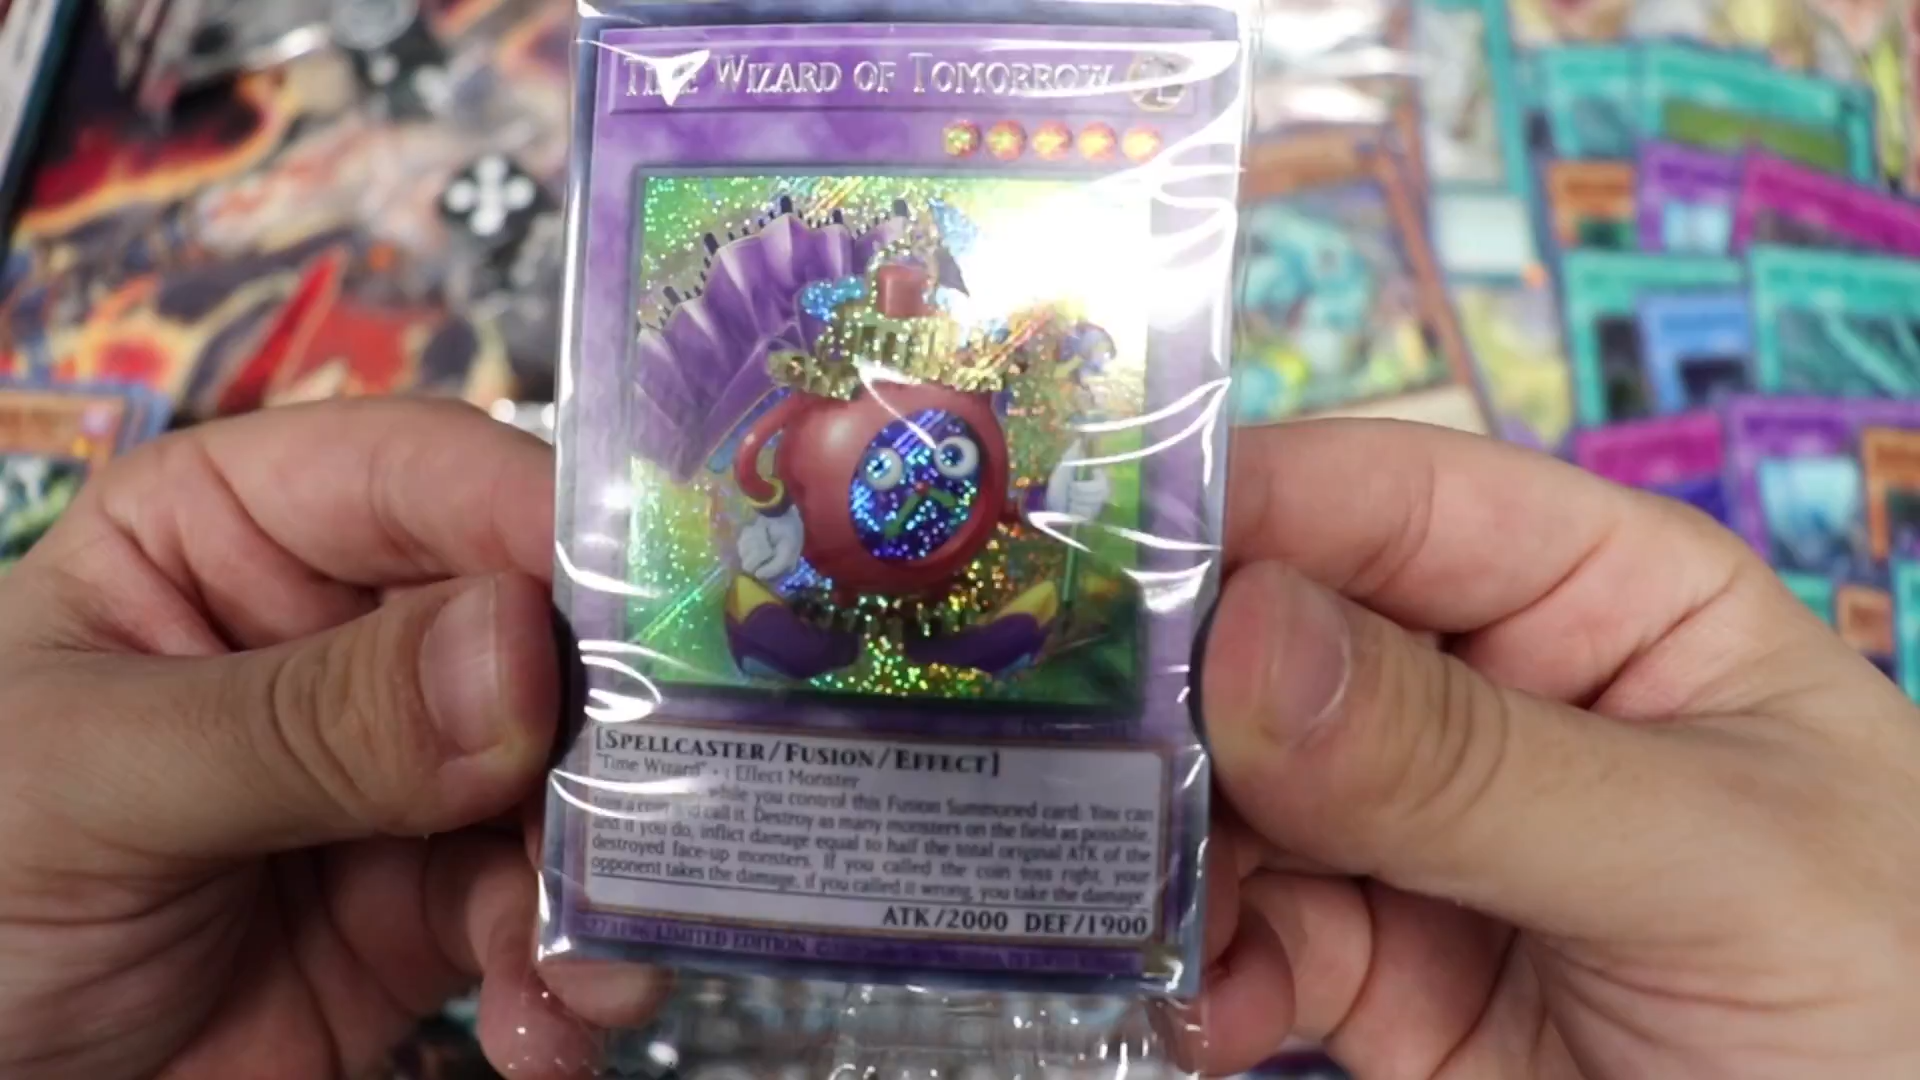 TIME WIZARD OF TOMORROW
[SPELLCASTER/FUSION/EFFECT]
"Time Wizard" + 1 Effect Monster
while you control this Fusion Summoned card: You can
toss a coin and call it. Destroy as many monsters on the field as possible,
and if you do, inflict damage equal to half the total original ATK of the
destroyed face-up monsters. If you called the coin toss right, your
opponent takes the damage, if you called it wrong, you take the damage.
ATK/2000 DEF/1900
LIMITED EDITION